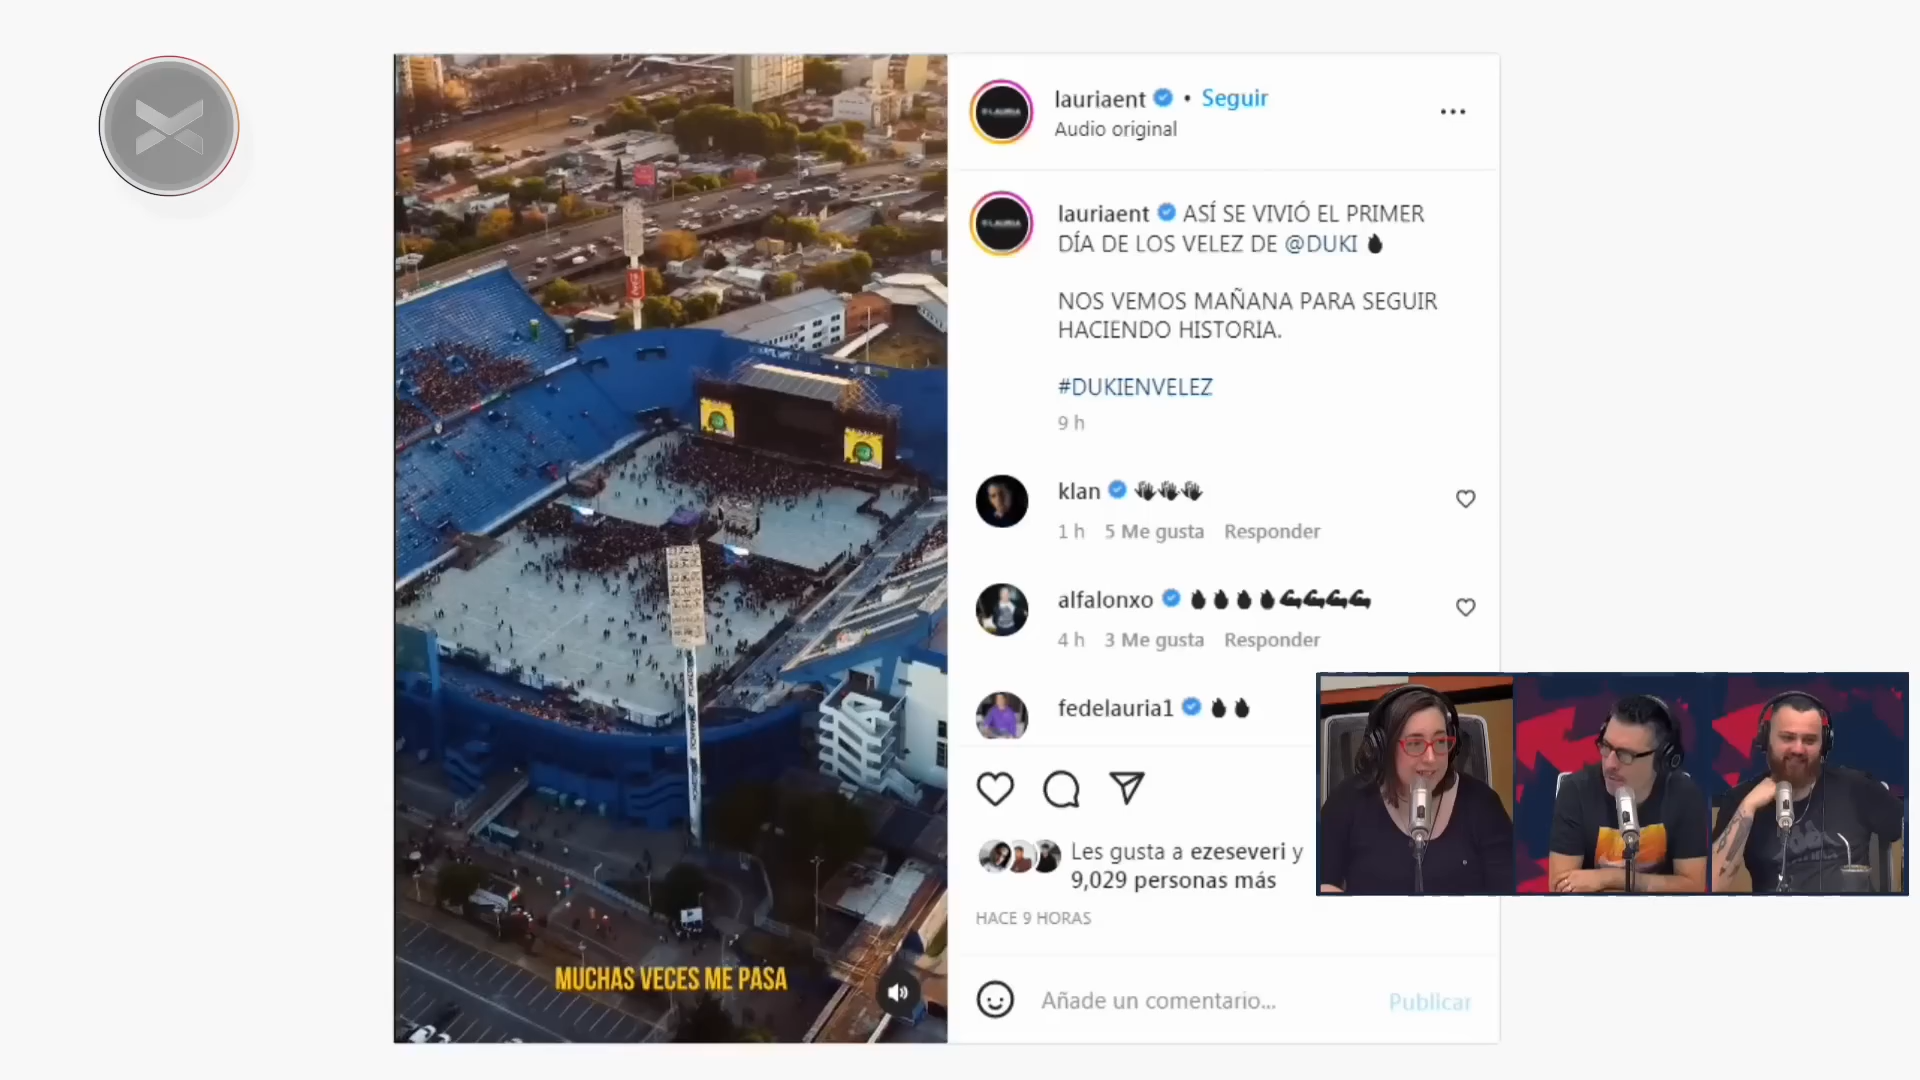 lauriaent • Seguir
Audio original
lauriaent ASÍ SE VIVIÓ EL PRIMER
DÍA DE LOS VELEZ DE @DUKI
NOS VEMOS MAÑANA PARA SEGUIR
HACIENDO HISTORIA.
#DUKIENVELEZ
9 h
klan
1 h 5 Me gusta Responder
alfalonxo
4 h 3 Me gusta Responder
fedelauria1
Les gusta a ezeseveri y
9,029 personas más
HACE 9 HORAS
Añade un comentario...
Publicar
MUCHAS VECES ME PASA